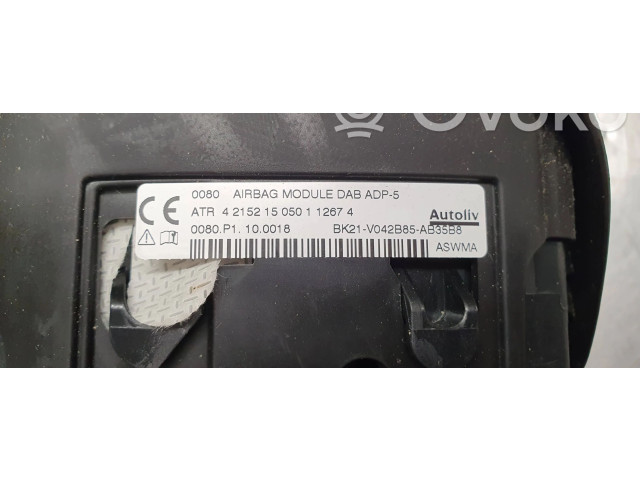 Ovoko
0080 AIRBAG MODULE DAB ADP-5
CE ATR 4 2152 15 050 1 1267 4 Autoliv
0080.P1. 10.0018 BK21-V042B85-AB35B8
ASWMA